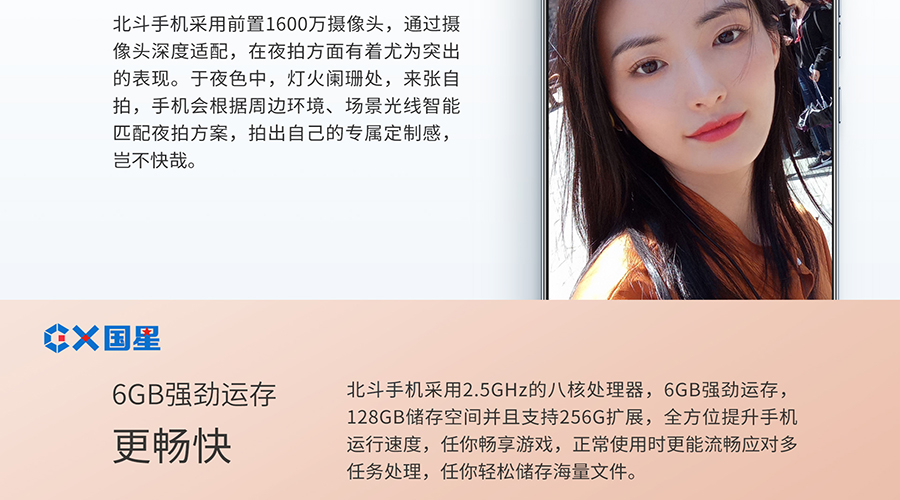 北斗手机采用前置1600万摄像头，通过摄
像头深度适配，在夜拍方面有着尤为突出
的表现。于夜色中，灯火阑珊处，来张自
拍，手机会根据周边环境、场景光线智能
匹配夜拍方案，拍出自己的专属定制感，
岂不快哉。
GX国星
6GB强劲运存
更畅快
北斗手机采用2.5GHz的八核处理器，6GB强劲运存，
128GB储存空间并且支持256G扩展，全方位提升手机
运行速度，任你畅享游戏，正常使用时更能流畅应对多
任务处理，任你轻松储存海量文件。